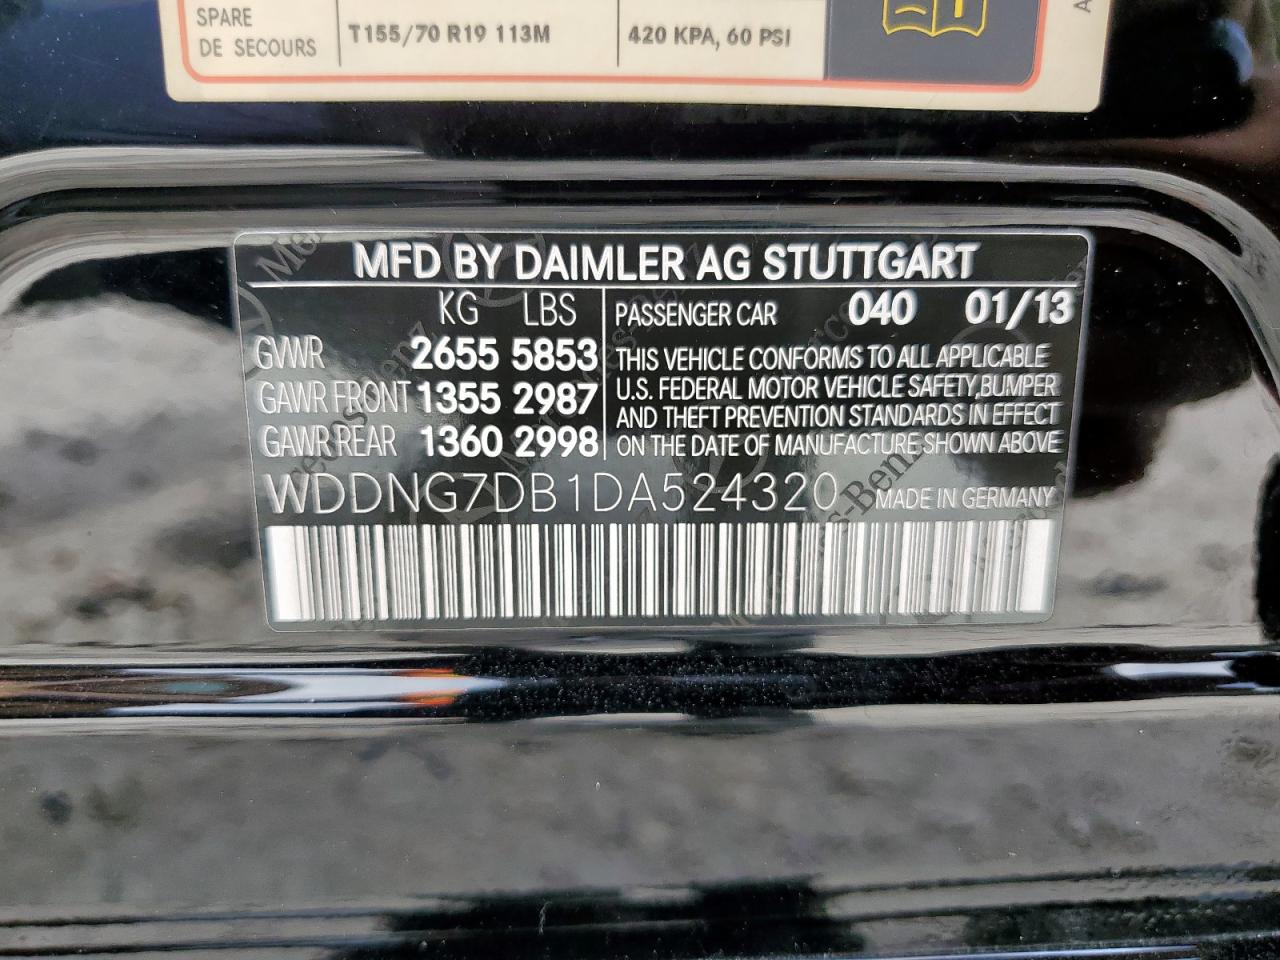 SPARE
DE SECOURS
T155/70 R19 113M
420 KPA, 60 PSI
MFD BY DAIMLER AG STUTTGART
KG LBS
GVWR 2655 5853
GAWR FRONT 1355 2987
GAWR REAR 1360 2998
PASSENGER CAR 040 01/13
THIS VEHICLE CONFORMS TO ALL APPLICABLE
U.S. FEDERAL MOTOR VEHICLE SAFETY,BUMPER
AND THEFT PREVENTION STANDARDS IN EFFECT
ON THE DATE OF MANUFACTURE SHOWN ABOVE
WDDNG7DB1DA524320 MADE IN GERMANY